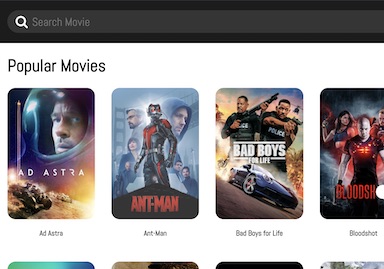 Search Movie
Popular Movies
AD ASTRA
ANT-MAN
POLICE
BAD BOYS
FOR LIFE
BLOODSH
Ad Astra
Ant-Man
Bad Boys for Life
Bloodshot